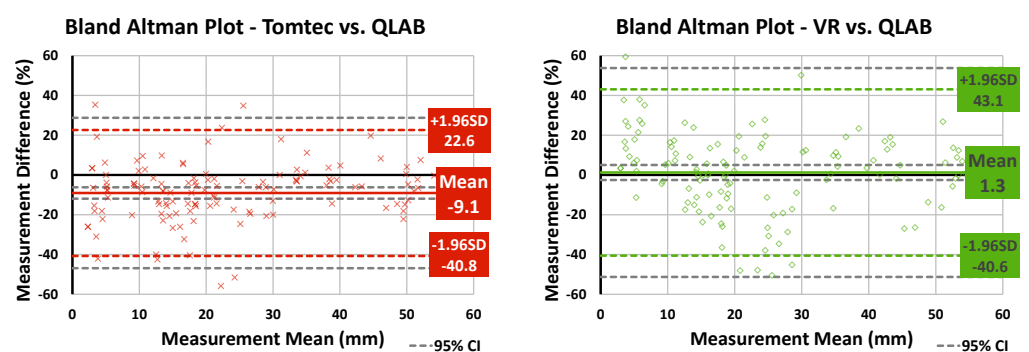 Bland Altman Plot - Tomtec vs. QLAB
Measurement Difference (%)
60
40
20
0
-20
-40
-60
+1.96SD
22.6
Mean
-9.1
-1.96SD
-40.8
0
10
20
30
40
50
60
Measurement Mean (mm)
95% CI
Bland Altman Plot - VR vs. QLAB
Measurement Difference (%)
60
40
20
0
-20
-40
-60
+1.96SD
43.1
Mean
1.3
-1.96SD
-40.6
0
10
20
30
40
50
60
Measurement Mean (mm)
95% CI